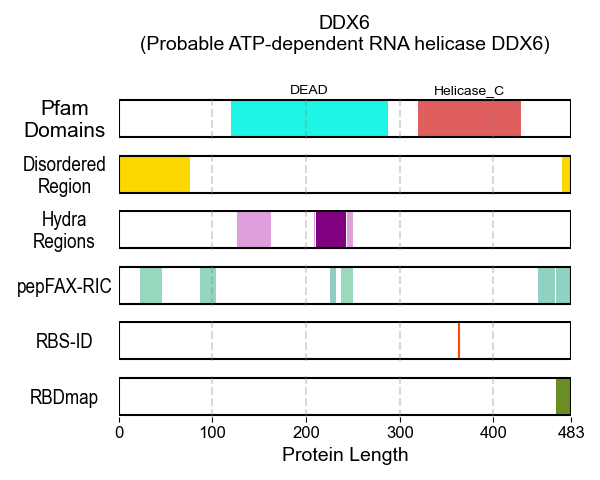 DDX6
(Probable ATP-dependent RNA helicase DDX6)
DEAD
Helicase_C
Pfam
Domains
Disordered
Region
Hydra
Regions
pepFAX-RIC
RBS-ID
RBDmap
0
100
200
300
400
483
Protein Length